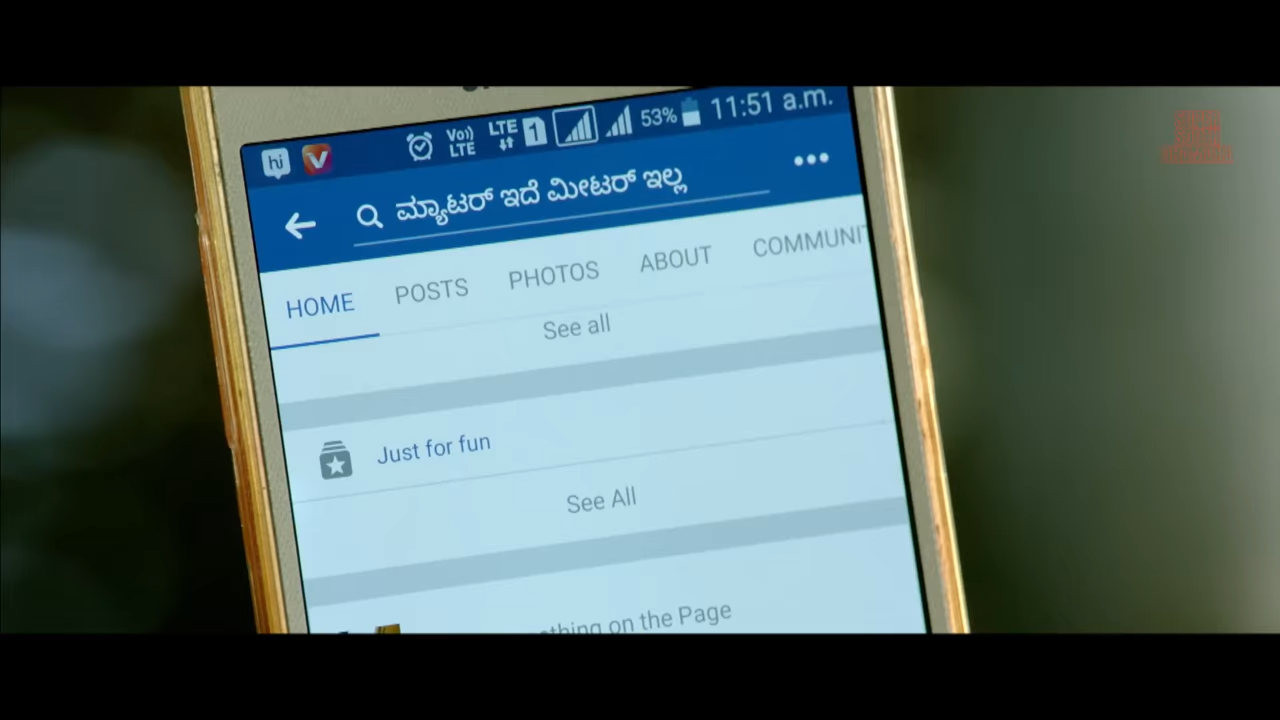 hi V Vo)) LTE LTE 1 53% 11:51 a.m.
ಮ್ಯಾಟರ್ ಇದೆ ಮೀಟರ್ ಇಲ್ಲ
HOME POSTS PHOTOS ABOUT COMMUNIT
See all
Just for fun
See All
on the Page